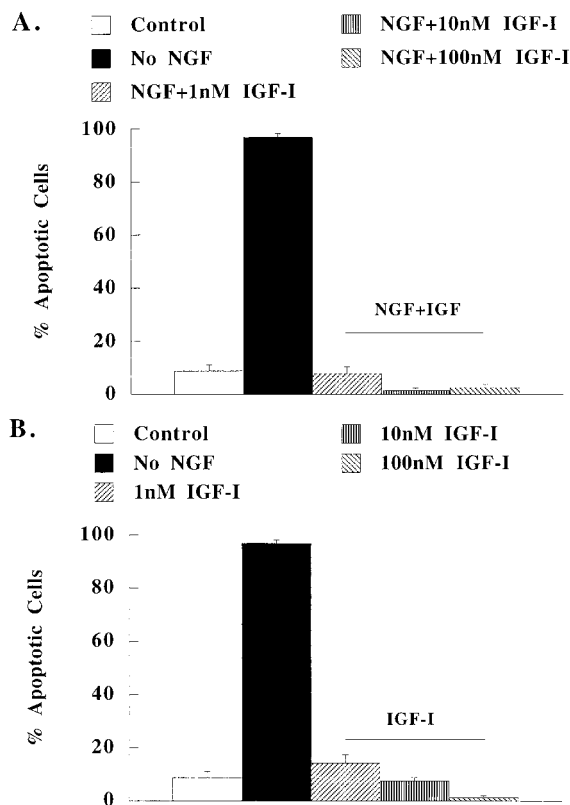 A.
Control
No NGF
NGF+1nM IGF-I
NGF+10nM IGF-I
NGF+100nM IGF-I
% Apoptotic Cells
100
80
60
40
20
0
NGF+IGF
B.
Control
No NGF
1nM IGF-I
10nM IGF-I
100nM IGF-I
% Apoptotic Cells
100
80
60
40
20
0
IGF-I